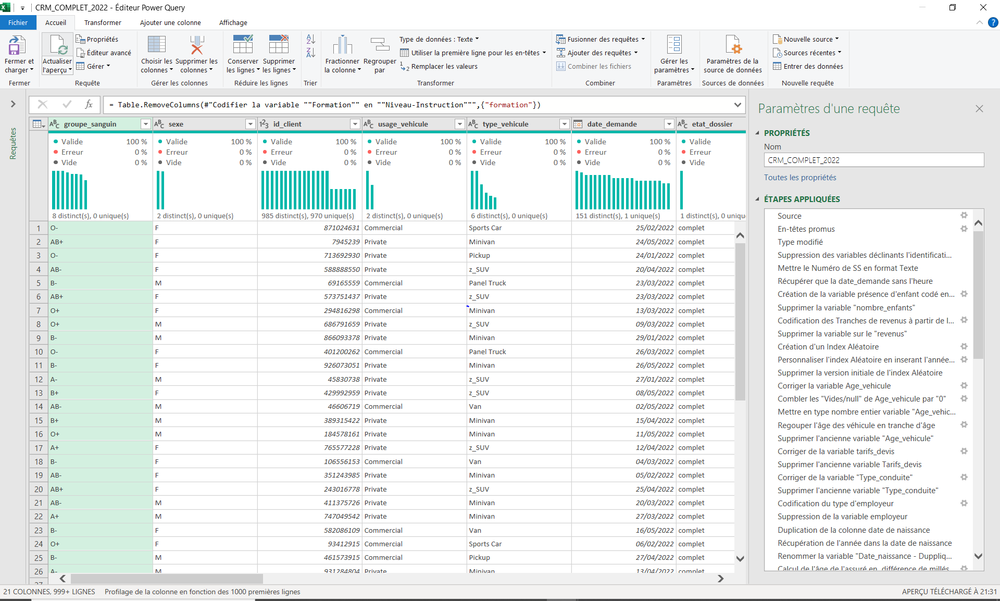 CRM_COMPLET_2022 - Éditeur Power Query
Fichier Accueil Transformer Ajouter une colonne Affichage
Fermer et charger
Fermer
Actualiser l'aperçu
Propriétés
Éditeur avancé
Gérer
Requête
Choisir les colonnes
Supprimer les colonnes
Gérer les colonnes
Conserver les lignes
Supprimer les lignes
Réduire les lignes
Trier
Fractionner la colonne
Regrouper par
Type de données : Texte
Utiliser la première ligne pour les en-têtes
Remplacer les valeurs
Transformer
Fusionner des requêtes
Ajouter des requêtes
Combiner les fichiers
Combiner
Gérer les paramètres
Paramètres
Paramètres de la source de données
Sources de données
Nouvelle source
Sources récentes
Entrer des données
Nouvelle requête
Requêtes
= Table.RemoveColumns(#"Codifier la variable ""Formation"" en ""Niveau-Instruction""",{"formation"})
groupe_sanguin sexe id_client usage_vehicule type_vehicule date_demande etat_dossier
Valide 100 % Valide 100 % Valide 100 % Valide 100 % Valide 100 % Valide 100 % Valide
Erreur 0 % Erreur 0 % Erreur 0 % Erreur 0 % Erreur 0 % Erreur 0 % Erreur
Vide 0 % Vide 0 % Vide 0 % Vide 0 % Vide 0 % Vide 0 % Vide
8 distinct(s), 0 unique(s) 2 distinct(s), 0 unique(s) 985 distinct(s), 970 unique(s) 2 distinct(s), 0 unique(s) 6 distinct(s), 0 unique(s) 151 distinct(s), 1 unique(s) 1 distinct(s), 0 uniqu
1 O- F 871024631 Commercial Sports Car 25/02/2022 complet
2 AB+ F 7945239 Private Minivan 24/05/2022 complet
3 O- F 713692930 Private Pickup 24/01/2022 complet
4 AB- F 588888550 Private z_SUV 20/04/2022 complet
5 B- M 69165559 Commercial Panel Truck 23/03/2022 complet
6 AB+ F 573751437 Private z_SUV 23/03/2022 complet
7 O+ F 294816298 Commercial Minivan 13/03/2022 complet
8 O+ M 686791659 Private z_SUV 09/03/2022 complet
9 B- M 866093378 Private Minivan 29/01/2022 complet
10 O- F 401200262 Commercial Panel Truck 26/03/2022 complet
11 B- F 926073051 Private Minivan 26/05/2022 complet
12 A- M 45830738 Private z_SUV 27/01/2022 complet
13 B+ F 429992959 Private z_SUV 08/05/2022 complet
14 AB- M 46606719 Commercial Van 02/05/2022 complet
15 B+ M 389315422 Private Minivan 15/04/2022 complet
16 O+ M 184578161 Private Minivan 11/05/2022 complet
17 A+ F 765577228 Private z_SUV 12/04/2022 complet
18 B- F 106556153 Commercial Van 04/03/2022 complet
19 AB- F 351243985 Private Minivan 05/02/2022 complet
20 AB+ F 243016778 Private z_SUV 25/04/2022 complet
21 AB- M 411375726 Private Minivan 20/03/2022 complet
22 A+ M 747049542 Private Minivan 27/03/2022 complet
23 B- F 582086109 Commercial Van 16/05/2022 complet
24 O+ F 93412915 Commercial Sports Car 06/02/2022 complet
25 B- M 461573915 Commercial Pickup 27/04/2022 complet
26 A- M 931284804 Private Minivan 13/04/2022 complet
27
Paramètres d'une requête
PROPRIÉTÉS
Nom
CRM_COMPLET_2022
Toutes les propriétés
ÉTAPES APPLIQUÉES
Source
En-têtes promus
Type modifié
Suppression des variables déclinants l'identificati...
Mettre le Numéro de SS en format Texte
Récupérer que la date_demande sans l'heure
Création de la variable présence d'enfant codé en...
Supprimer la variable "nombre_enfants"
Codification des Tranches de revenus à partir de l...
Supprimer la variable sur le "revenus"
Création d'un Index Aléatoire
Personnaliser l'index Aléatoire en inserant l'année...
Supprimer la version initiale de l'index Aléatoire
Corriger la variable Age_vehicule
Combler les "Vides/null" de Age_vehicule par "0"
Mettre en type nombre entier variable "Age_vehic...
Regouper l'âge des véhicule en tranche d'âge
Supprimer l'ancienne variable "Age_vehicule"
Corriger de la variable tarifs_devis
Supprimer l'ancienne variable Tarifs_devis
Corriger de la variable "Type_conduite"
Supprimer l'ancienne variable "Type_conduite"
Codification du type d'employeur
Suppression de la variable employeur
Duplication de la colonne date de naissance
Récupération de l'année dans la date de naissance
Renommer la variable "Date_naissance - Duppliq...
Calcul de l'âge de l'assuré en différence de millés
21 COLONNES, 999+ LIGNES Profilage de la colonne en fonction des 1000 premières lignes APERÇU TÉLÉCHARGÉ À 21:31